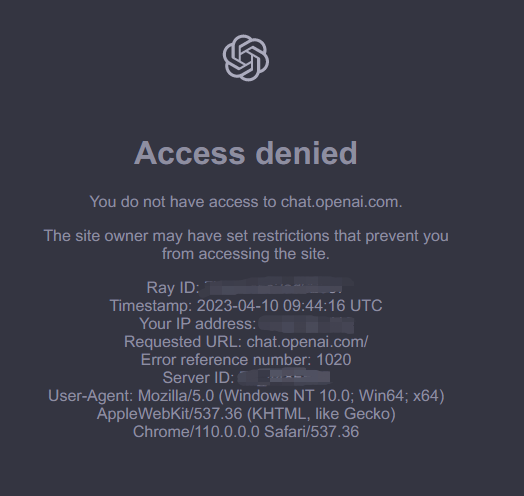 Access denied
You do not have access to chat.openai.com.
The site owner may have set restrictions that prevent you
from accessing the site.
Ray ID:
Timestamp: 2023-04-10 09:44:16 UTC
Your IP address:
Requested URL: chat.openai.com/
Error reference number: 1020
Server ID:
User-Agent: Mozilla/5.0 (Windows NT 10.0; Win64; x64)
AppleWebKit/537.36 (KHTML, like Gecko)
Chrome/110.0.0.0 Safari/537.36